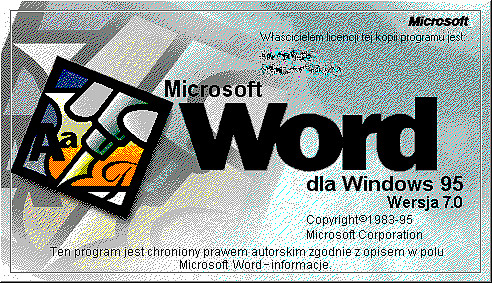 Microsoft
Właścicielem licencji tej kopii programu jest:
Microsoft
Word
Aa
dla Windows 95
Wersja 7.0
Copyright©1983-95
Microsoft Corporation
Ten program jest chroniony prawem autorskim zgodnie z opisem w polu
Microsoft Word - informacje.